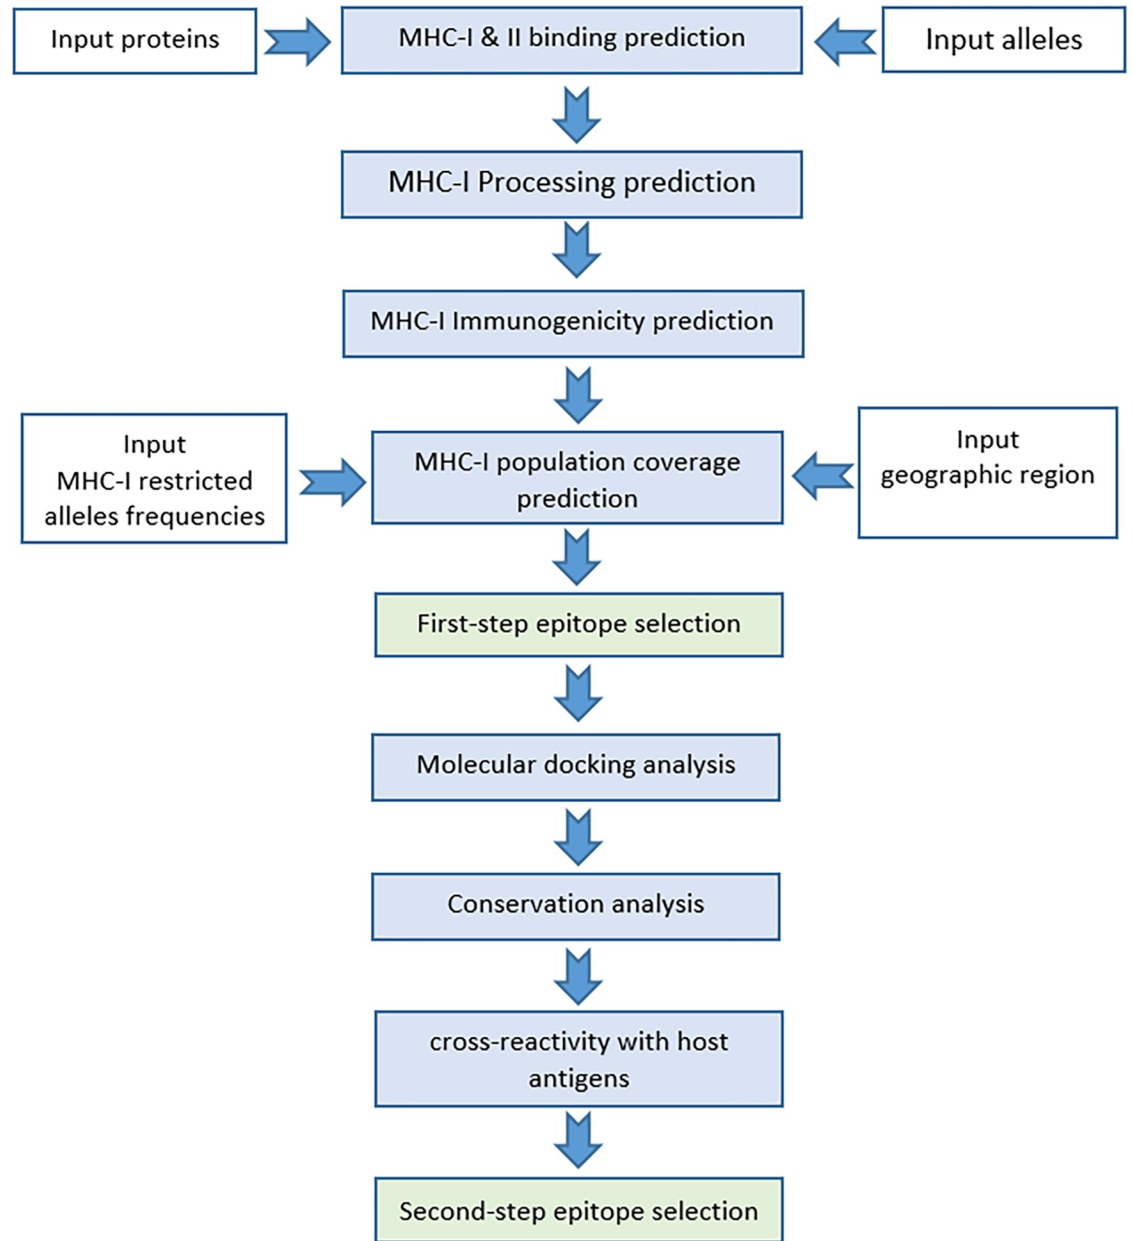 Input proteins
MHC-I & II binding prediction
Input alleles
MHC-I Processing prediction
MHC-I Immunogenicity prediction
Input
MHC-I restricted
alleles frequencies
MHC-I population coverage
prediction
Input
geographic region
First-step epitope selection
Molecular docking analysis
Conservation analysis
cross-reactivity with host
antigens
Second-step epitope selection